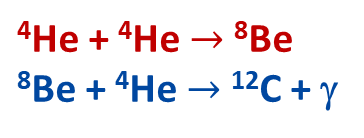 ⁴He + ⁴He → ⁸Be
⁸Be + ⁴He → ¹²C + γ